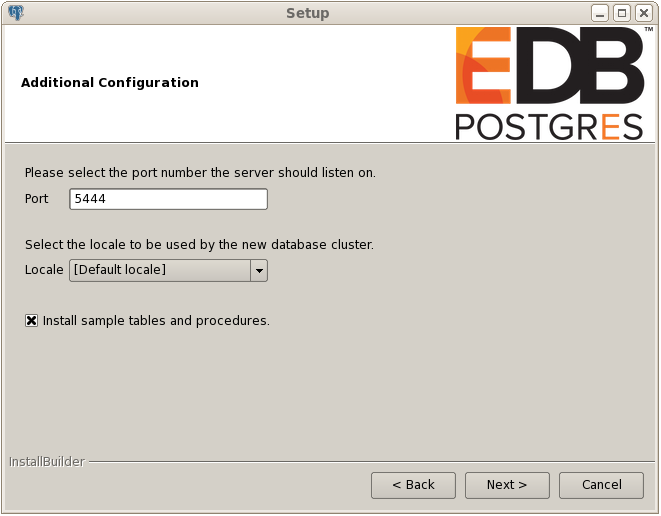 Setup
EDB™
POSTGRES
Additional Configuration
Please select the port number the server should listen on.
Port 5444
Select the locale to be used by the new database cluster.
Locale [Default locale]
Install sample tables and procedures.
InstallBuilder
< Back Next > Cancel